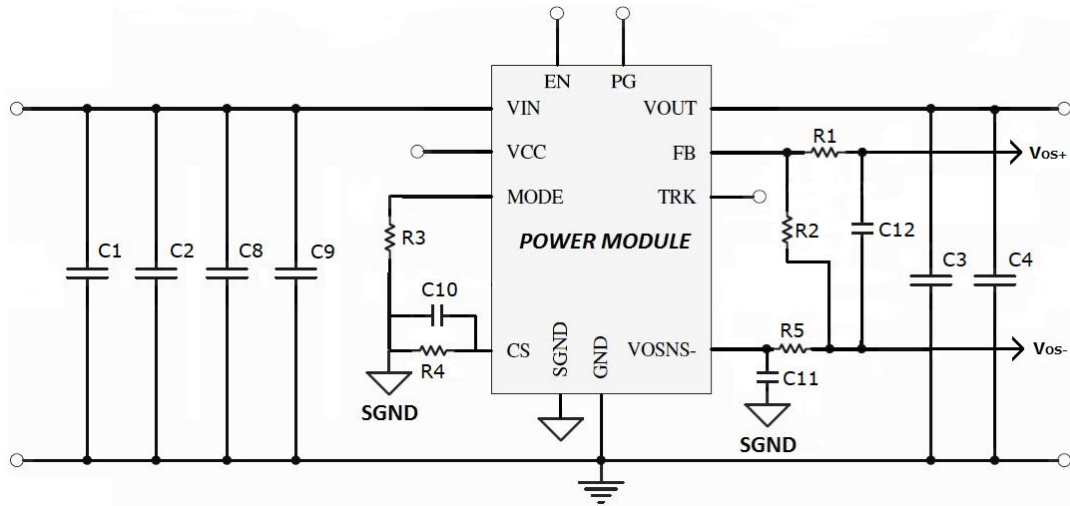 EN
PG
VIN
VOUT
VCC
FB
R1
Vos+
MODE
TRK
R3
POWER MODULE
R2
C12
C1
C2
C8
C9
C3
C4
C10
R4
CS
SGND
GND
VOSNS-
R5
Vos-
SGND
C11
SGND